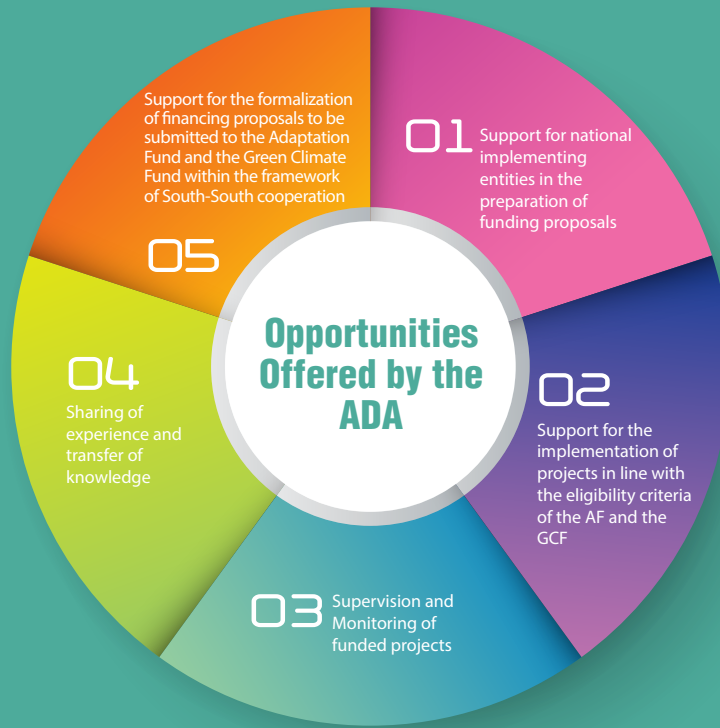 Opportunities
Offered by the
ADA
01
Support for national
implementing
entities in the
preparation of
funding proposals
02
Support for the
implementation of
projects in line with
the eligibility criteria
of the AF and the
GCF
03
Supervision and
Monitoring of
funded projects
04
Sharing of
experience and
transfer of
knowledge
05
Support for the formalization
of financing proposals to be
submitted to the Adaptation
Fund and the Green Climate
Fund within the framework
of South-South cooperation